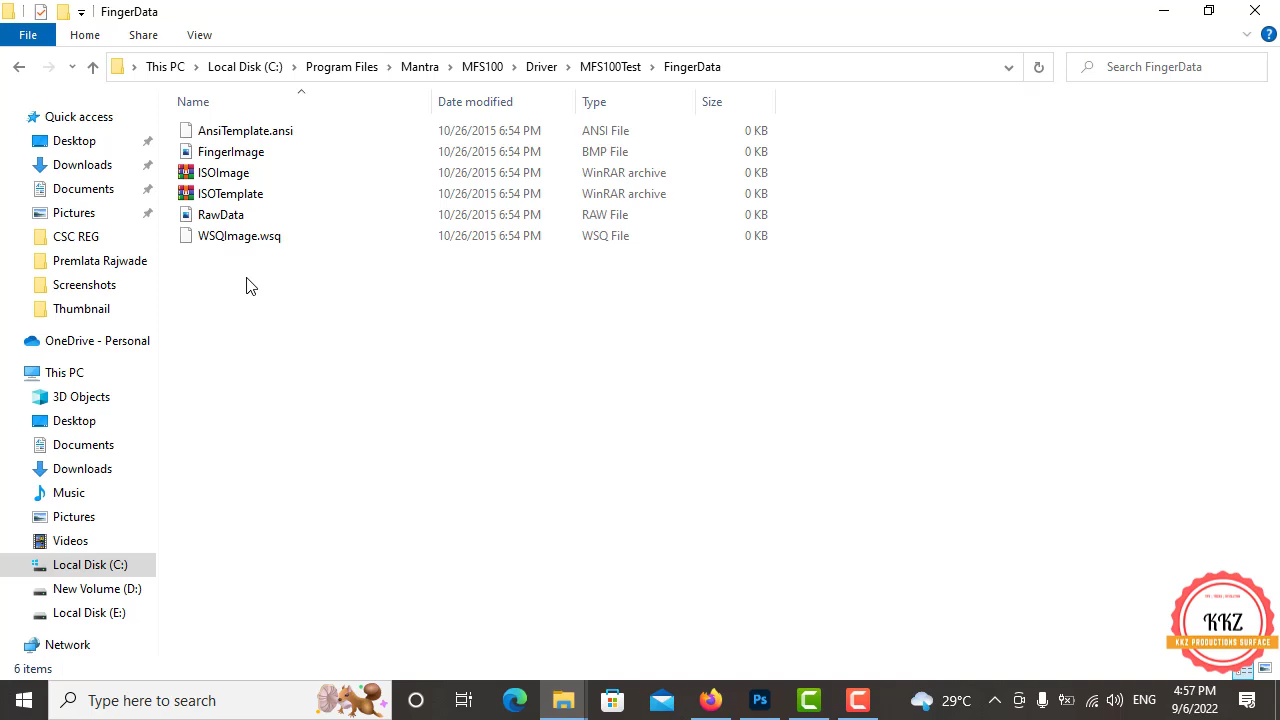 FingerData
File Home Share View
This PC Local Disk (C:) Program Files Mantra MFS100 Driver MFS100Test FingerData Search FingerData
Name Date modified Type Size
Quick access
Desktop
Downloads
Documents
Pictures
CSC REG
Premlata Rajwade
Screenshots
Thumbnail
OneDrive - Personal
This PC
3D Objects
Desktop
Documents
Downloads
Music
Pictures
Videos
Local Disk (C:)
New Volume (D:)
Local Disk (E:)
Network
AnsiTemplate.ansi 10/26/2015 6:54 PM ANSI File 0 KB
FingerImage 10/26/2015 6:54 PM BMP File 0 KB
ISOImage 10/26/2015 6:54 PM WinRAR archive 0 KB
ISOTemplate 10/26/2015 6:54 PM WinRAR archive 0 KB
RawData 10/26/2015 6:54 PM RAW File 0 KB
WSQImage.wsq 10/26/2015 6:54 PM WSQ File 0 KB
KKZ
KKZ PRODUCTIONS SURFACE
6 items
Type here to search
Ps
29°C
ENG
4:57 PM
9/6/2022